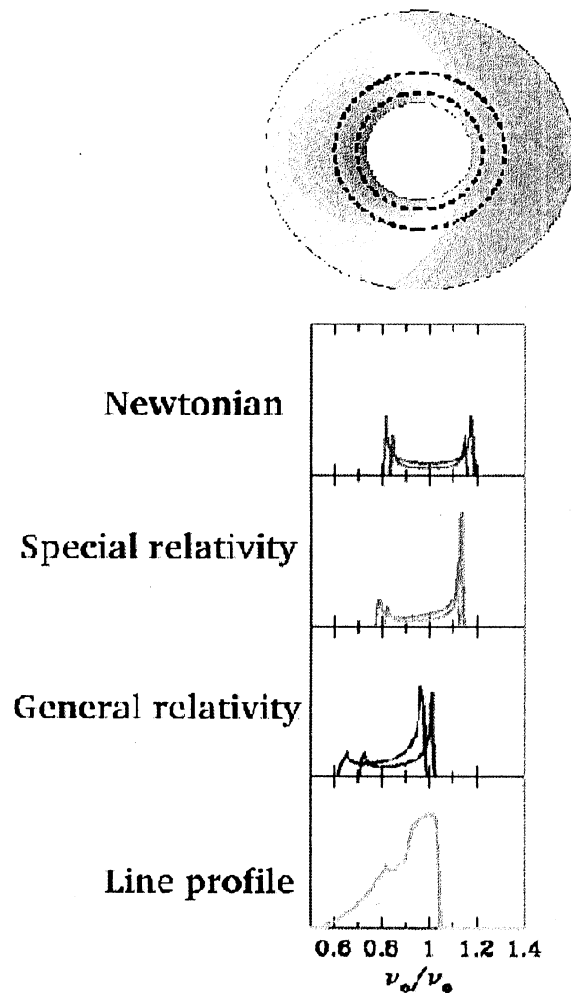 Newtonian
Special relativity
General relativity
Line profile
0.6 0.8 1 1.2 1.4
ν₀/νₑ